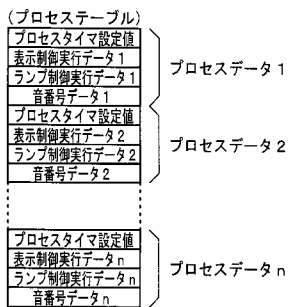 (プロセステーブル)
プロセスタイマ設定値
表示制御実行データ1
ランプ制御実行データ1
音番号データ1
プロセスデータ1
プロセスタイマ設定値
表示制御実行データ2
ランプ制御実行データ2
音番号データ2
プロセスデータ2
プロセスタイマ設定値
表示制御実行データn
ランプ制御実行データn
音番号データn
プロセスデータn